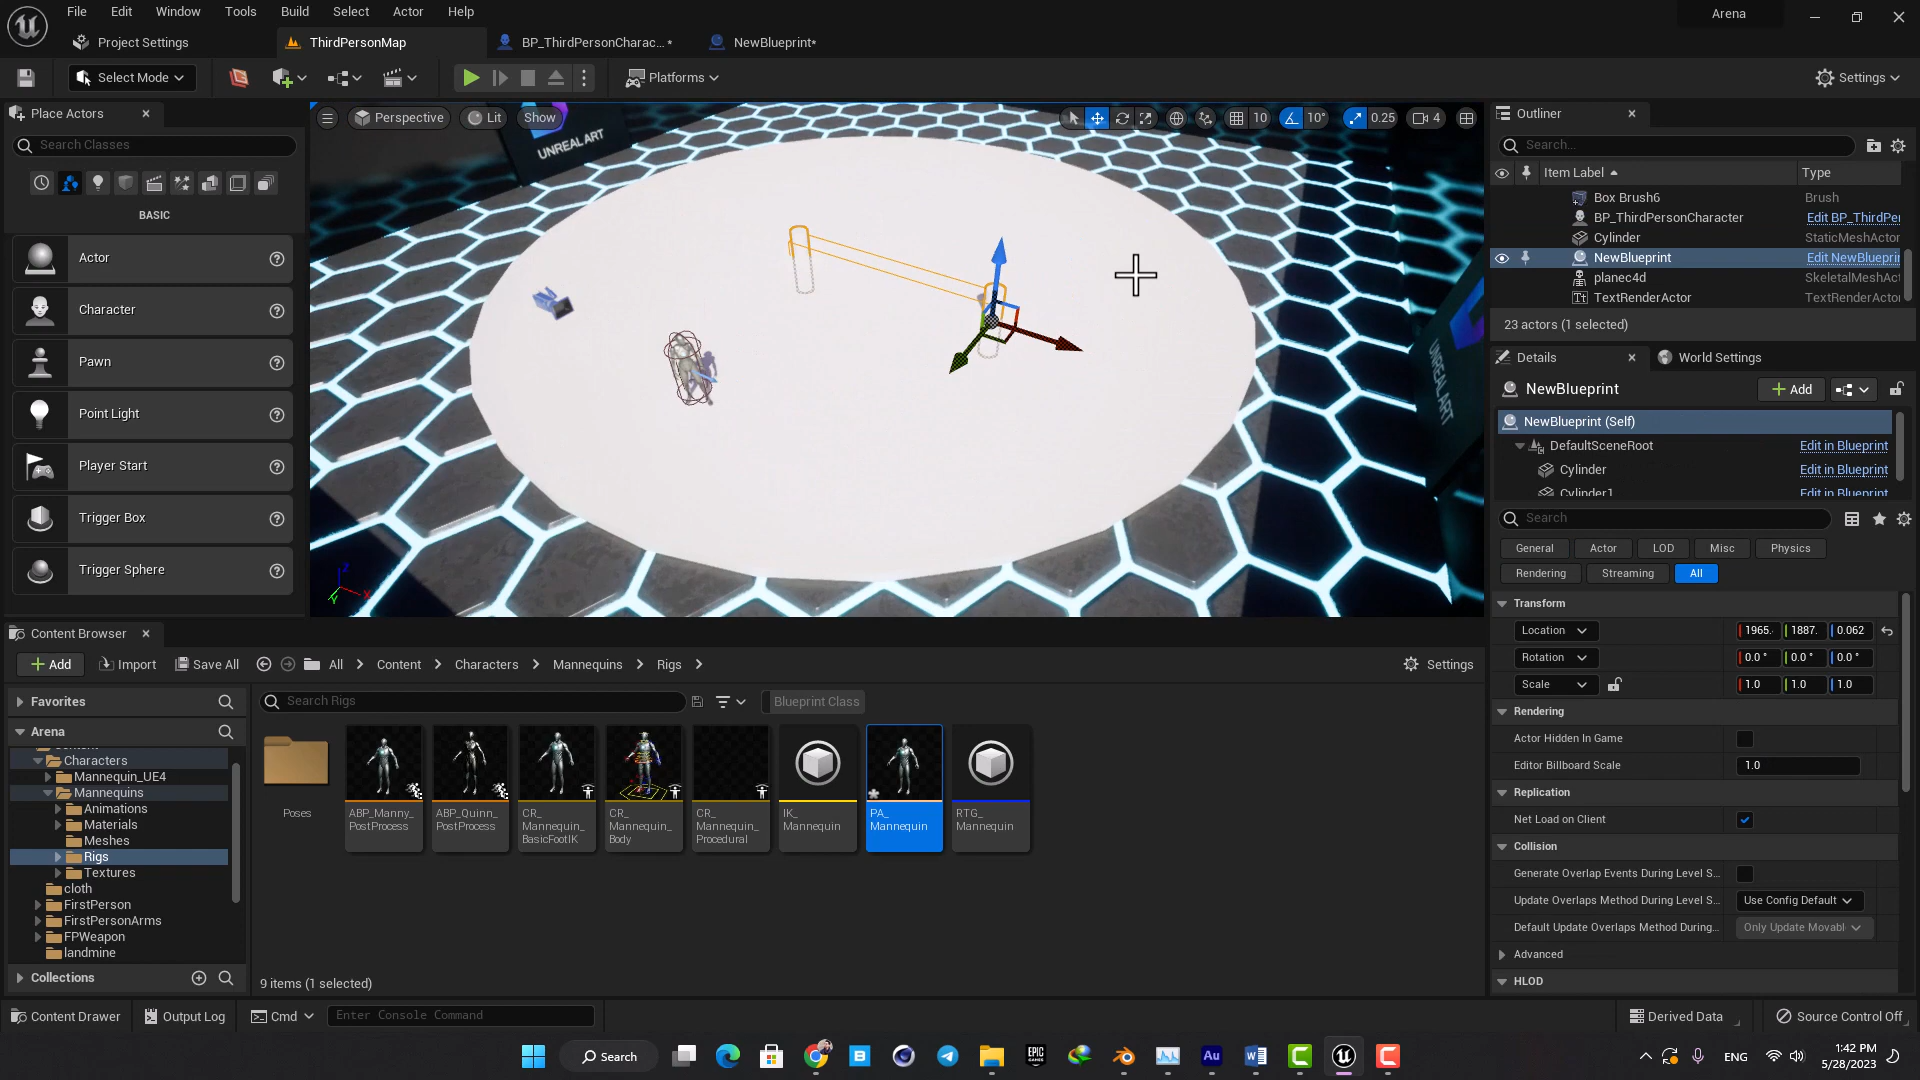 File Edit Window Tools Build Select Actor Help
Arena
Project Settings ThirdPersonMap BP_ThirdPersonCharac...* NewBlueprint*
Select Mode Platforms Settings
Place Actors
Search Classes
BASIC
Actor
Character
Pawn
Point Light
Player Start
Trigger Box
Trigger Sphere
Perspective Lit Show
10 10° 0.25 4
UNREAL ART
UNREAL ART
Outliner
Search...
Item Label Type
Box Brush6 Brush
BP_ThirdPersonCharacter Edit BP_ThirdPer
Cylinder StaticMeshActor
NewBlueprint Edit NewBlueprin
planec4d SkeletalMeshAct
TextRenderActor TextRenderActo
23 actors (1 selected)
Details World Settings
NewBlueprint Add
NewBlueprint (Self)
DefaultSceneRoot Edit in Blueprint
Cylinder Edit in Blueprint
Cylinder1 Edit in Blueprint
Search
General Actor LOD Misc Physics
Rendering Streaming All
Transform
Location 1965. 1887. 0.062
Rotation 0.0° 0.0° 0.0°
Scale 1.0 1.0 1.0
Rendering
Actor Hidden In Game
Editor Billboard Scale 1.0
Replication
Net Load on Client
Collision
Generate Overlap Events During Level S...
Update Overlaps Method During Level S... Use Config Default
Default Update Overlaps Method During... Only Update Movabl
Advanced
HLOD
Content Browser
Add Import Save All All Content Characters Mannequins Rigs Settings
Favorites
Arena
Content
Characters
Mannequin_UE4
Mannequins
Animations
Materials
Meshes
Rigs
Textures
cloth
FirstPerson
FirstPersonArms
FPWeapon
landmine
Collections
Search Rigs Blueprint Class
Poses
ABP_Manny_
PostProcess
ABP_Quinn_
PostProcess
CR_
Mannequin_
BasicFootIK
CR_
Mannequin_
Body
CR_
Mannequin_
Procedural
IK_
Mannequin
PA_
Mannequin
RTG_
Mannequin
9 items (1 selected)
Content Drawer Output Log Cmd Enter Console Command Derived Data Source Control Off
Search
EPIC
GAMES
Au
ENG
1:42 PM
5/28/2023